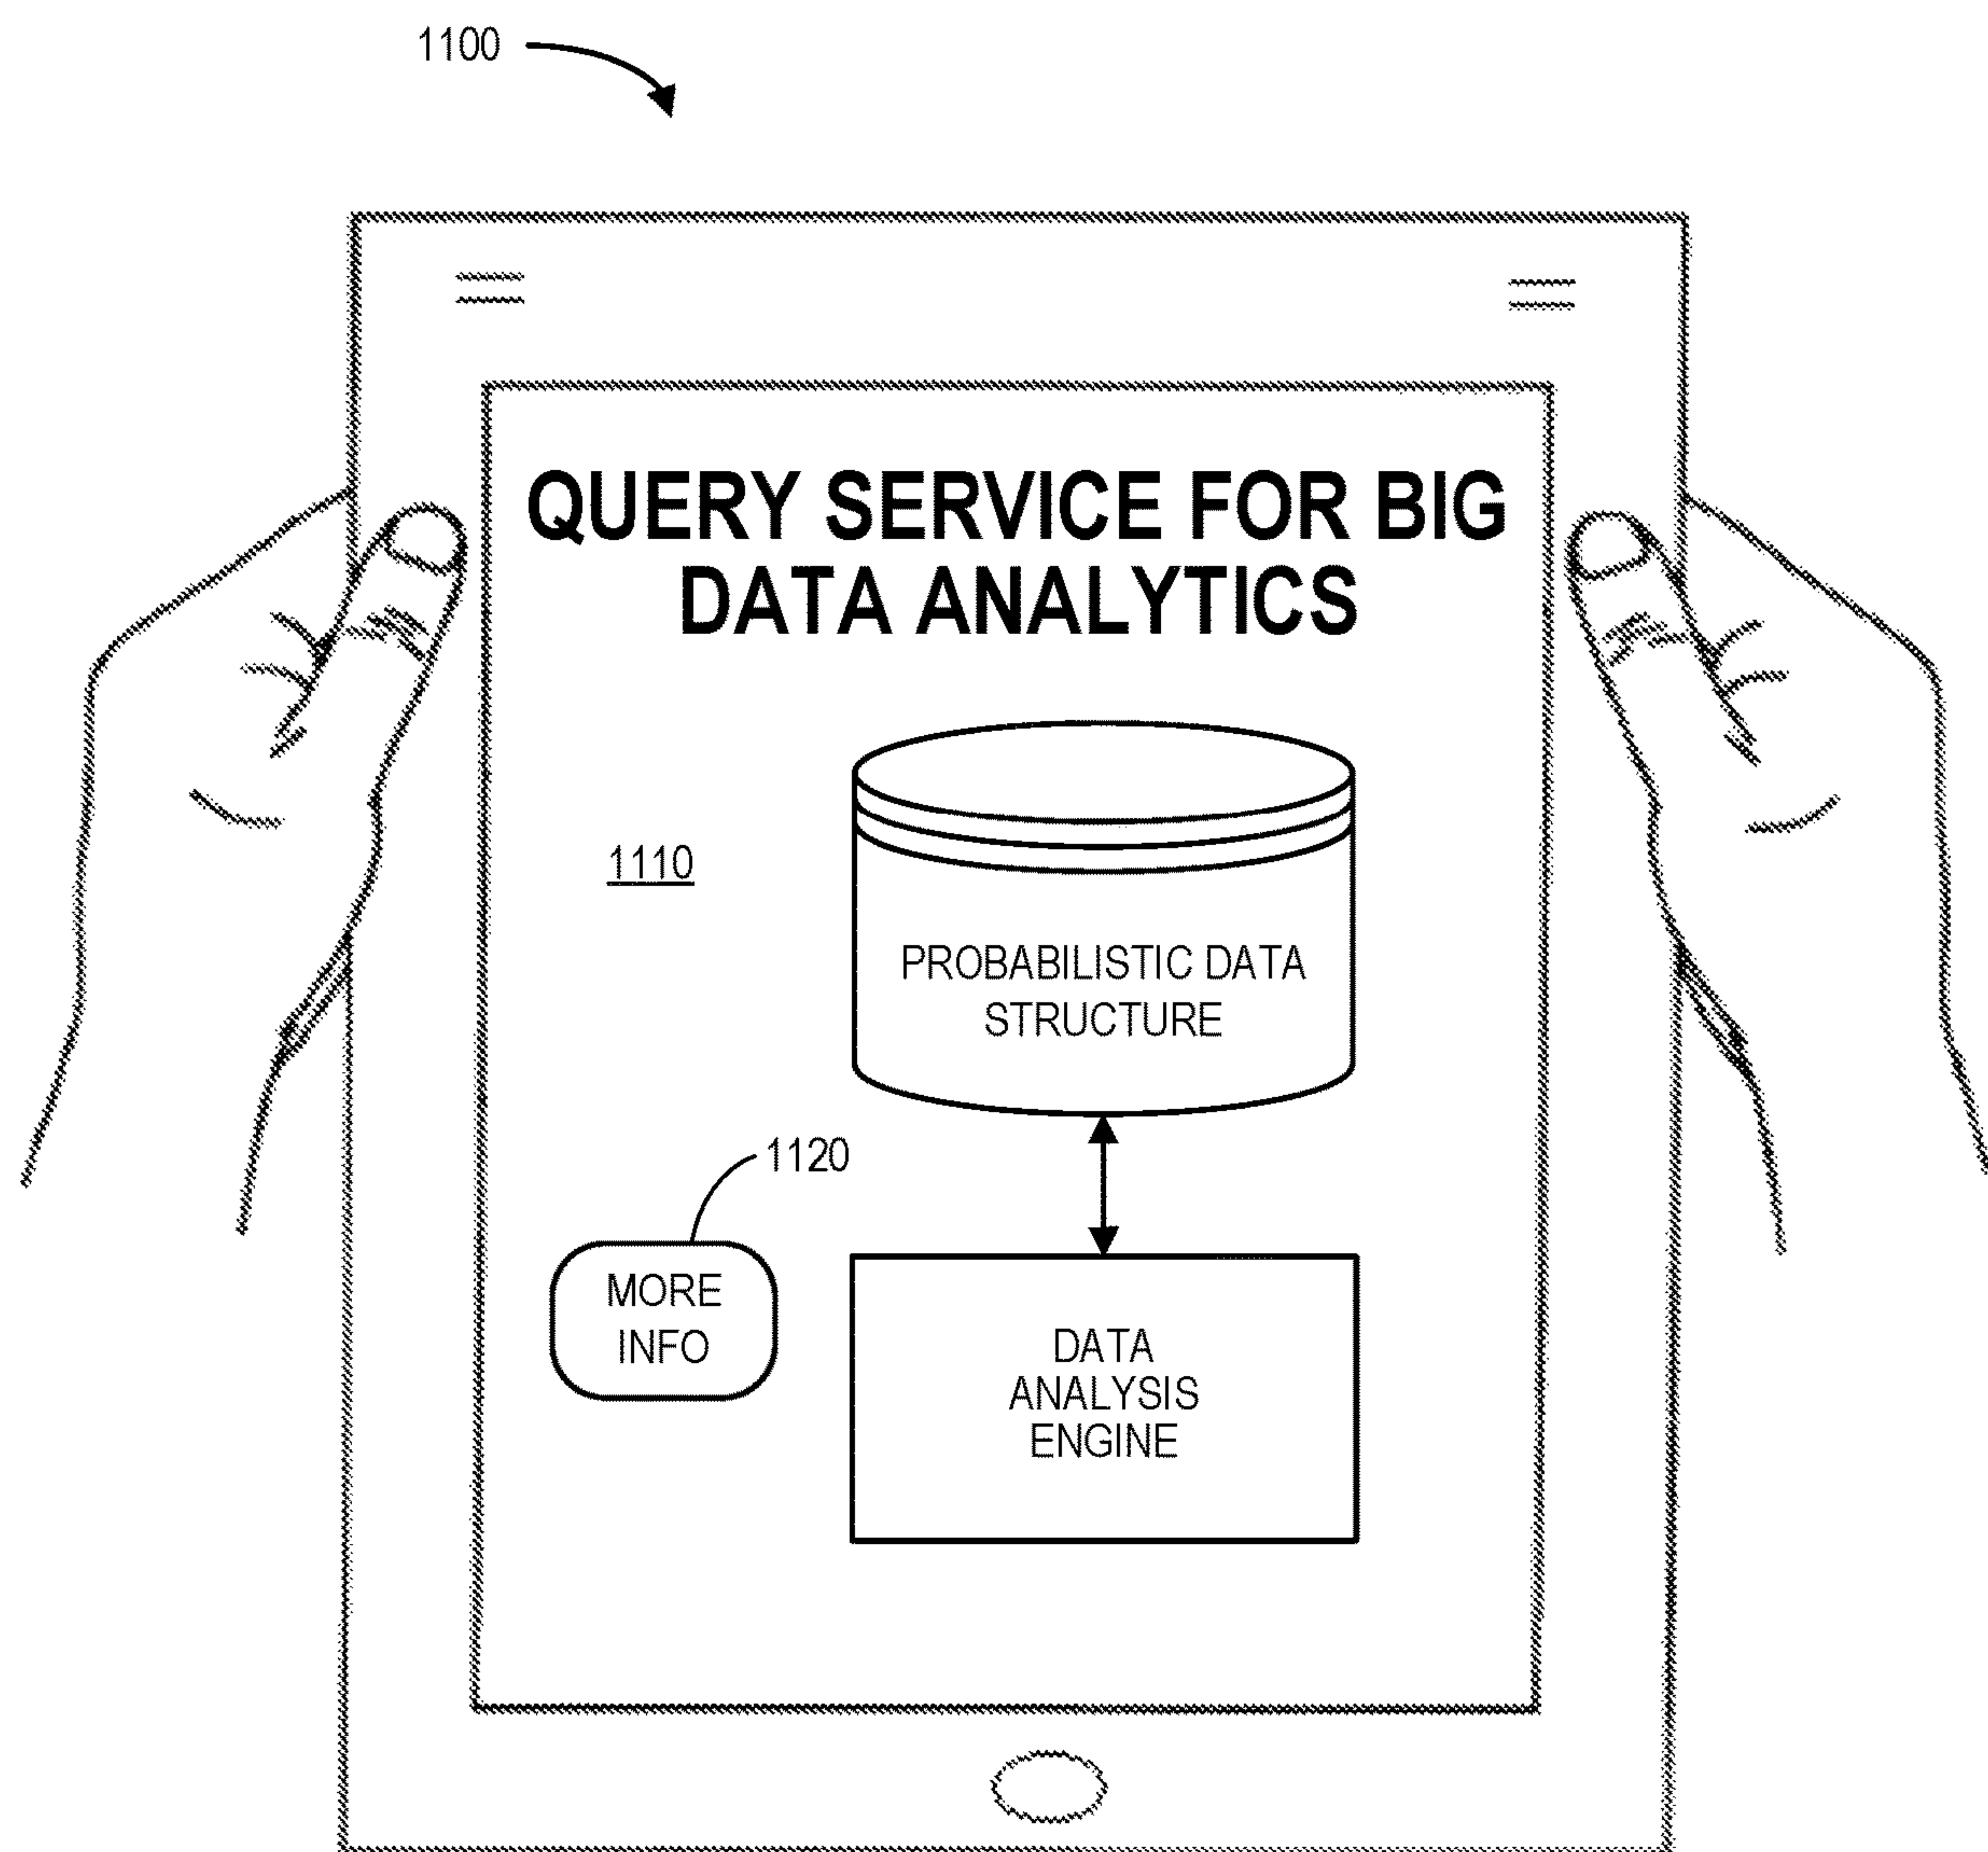 1100
QUERY SERVICE FOR BIG
DATA ANALYTICS
1110
PROBABILISTIC DATA
STRUCTURE
1120
MORE
INFO
DATA
ANALYSIS
ENGINE